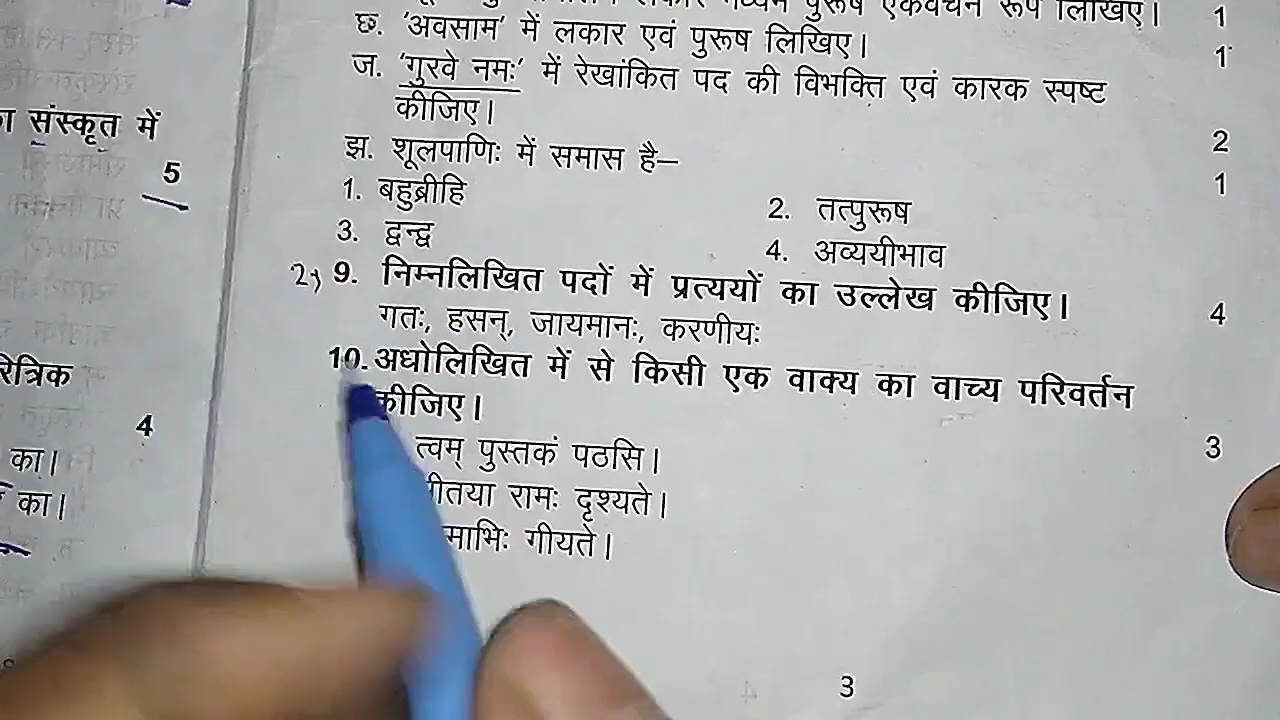 पुरूष एकवचन रूप लिखिए। 1
छ. 'अवसाम' में लकार एवं पुरूष लिखिए। 1
ज. 'गुरवे नमः' में रेखांकित पद की विभक्ति एवं कारक स्पष्ट
कीजिए। 2
झ. शूलपाणिः में समास है– 1
1. बहुब्रीहि 2. तत्पुरूष
3. द्वन्द्व 4. अव्ययीभाव
2) 9. निम्नलिखित पदों में प्रत्ययों का उल्लेख कीजिए। 4
गतः, हसन्, जायमानः, करणीयः
10. अधोलिखित में से किसी एक वाक्य का वाच्य परिवर्तन
कीजिए। 3
त्वम् पुस्तकं पठसि।
रामः दृश्यते।
गीयते।
3
संस्कृत में
5
4
का।
का।